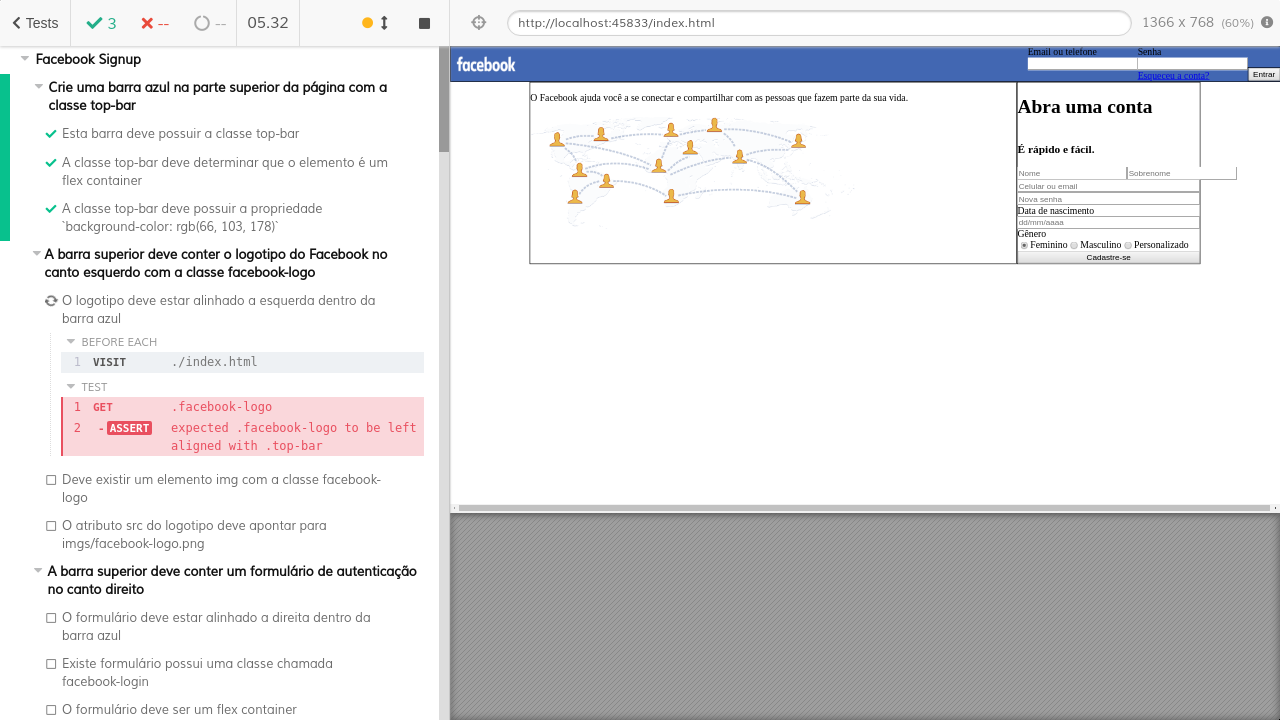 Tests
3
--
--
05.32
http://localhost:45833/index.html
1366 x 768 (60%)
Facebook Signup
Crie uma barra azul na parte superior da página com a
classe top-bar
Esta barra deve possuir a classe top-bar
A classe top-bar deve determinar que o elemento é um
flex container
A classe top-bar deve possuir a propriedade
`background-color: rgb(66, 103, 178)`
A barra superior deve conter o logotipo do Facebook no
canto esquerdo com a classe facebook-logo
O logotipo deve estar alinhado a esquerda dentro da
barra azul
BEFORE EACH
1 VISIT ./index.html
TEST
1 GET .facebook-logo
2 -ASSERT expected .facebook-logo to be left
aligned with .top-bar
Deve existir um elemento img com a classe facebook-
logo
O atributo src do logotipo deve apontar para
imgs/facebook-logo.png
A barra superior deve conter um formulário de autenticação
no canto direito
O formulário deve estar alinhado a direita dentro da
barra azul
Existe formulário possui uma classe chamada
facebook-login
O formulário deve ser um flex container
facebook
Email ou telefone
Senha
Esqueceu a conta?
Entrar
O Facebook ajuda você a se conectar e compartilhar com as pessoas que fazem parte da sua vida.
Abra uma conta
É rápido e fácil.
Nome
Sobrenome
Celular ou email
Nova senha
Data de nascimento
dd/mm/aaaa
Gênero
Feminino Masculino Personalizado
Cadastre-se